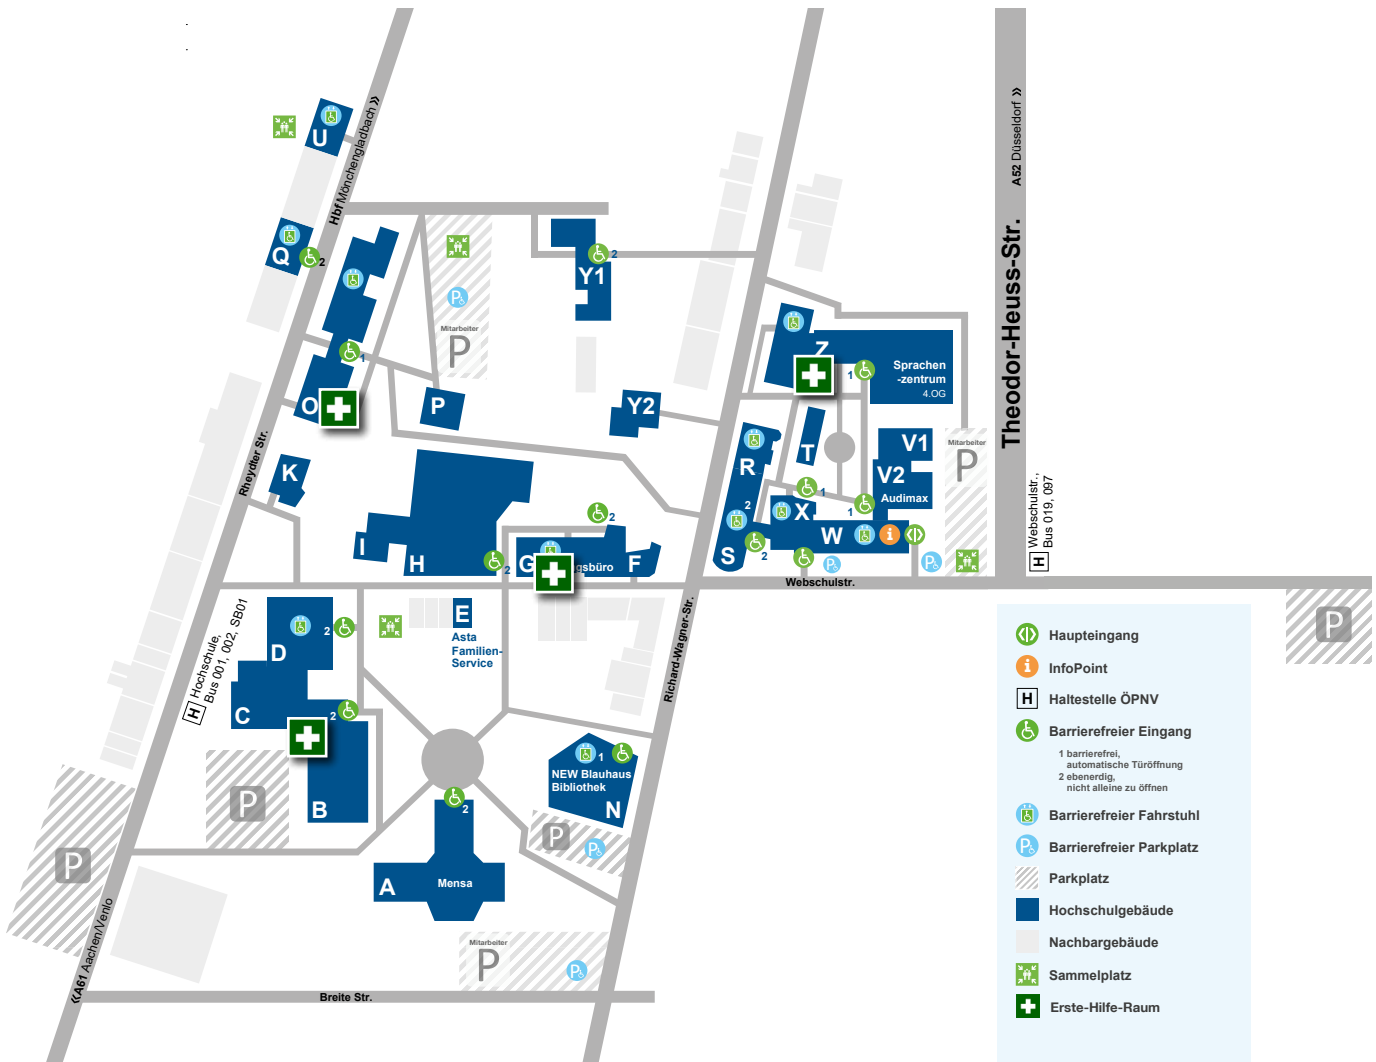 U
Hbf Mönchengladbach »
A52 Düsseldorf »
Q
2
2
Y1
P
Mitarbeiter
P
Theodor-Heuss-Str.
Z
1
Sprachen
-zentrum
4.OG
1
O
P
Y2
Rheydter Str.
K
R
T
V1
V2
Audimax
Mitarbeiter
P
H Webschulstr.,
Bus 019, 097
2
1
1
X
W
i
2
S
2
I
H
2
G
gsbüro
F
P
Webschulstr.
H Hochschule,
Bus 001, 002, SB01
D
2
E
Asta
Familien-
Service
Richard-Wagner-Str.
P
C
2
B
P
1
NEW Blauhaus
Bibliothek
N
P
P
2
A
Mensa
P
«A61 Aachen/Venlo
Mitarbeiter
P
P
Breite Str.
Haupteingang
i InfoPoint
H Haltestelle ÖPNV
Barrierefreier Eingang
1 barrierefrei,
automatische Türöffnung
2 ebenerdig,
nicht alleine zu öffnen
Barrierefreier Fahrstuhl
P Barrierefreier Parkplatz
Parkplatz
Hochschulgebäude
Nachbargebäude
Sammelplatz
Erste-Hilfe-Raum